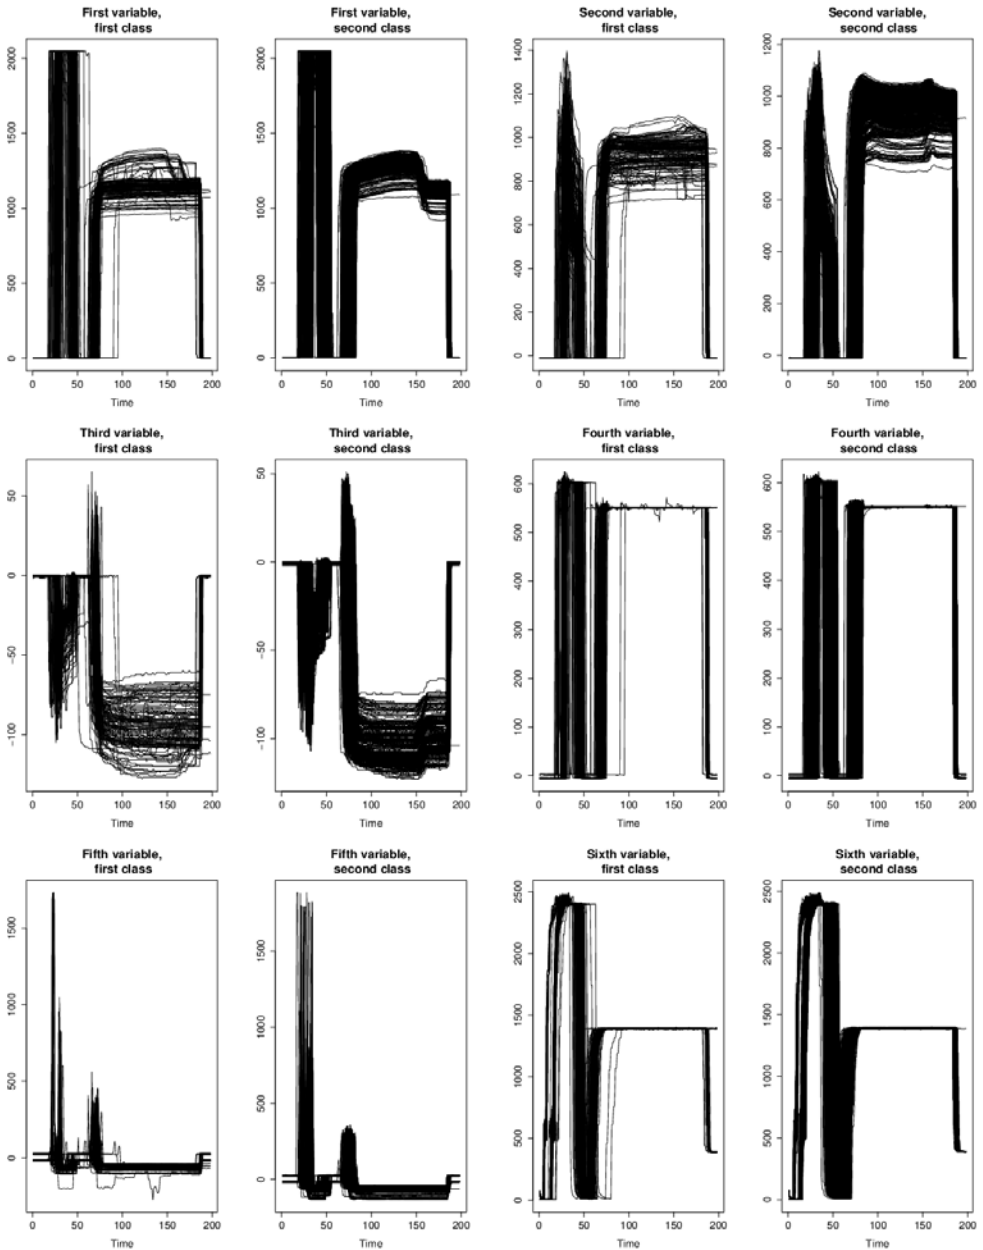 First variable,
first class
First variable,
second class
Second variable,
first class
Second variable,
second class
2000
1500
1000
500
0
0 50 100 150 200
Time
2000
1500
1000
500
0
0 50 100 150 200
Time
1400
1200
1000
800
600
400
200
0
0 50 100 150 200
Time
1200
1000
800
600
400
200
0
0 50 100 150 200
Time
Third variable,
first class
Third variable,
second class
Fourth variable,
first class
Fourth variable,
second class
50
0
−50
−100
0 50 100 150 200
Time
50
0
−50
−100
0 50 100 150 200
Time
600
500
400
300
200
100
0
0 50 100 150 200
Time
600
500
400
300
200
100
0
0 50 100 150 200
Time
Fifth variable,
first class
Fifth variable,
second class
Sixth variable,
first class
Sixth variable,
second class
1500
1000
500
0
0 50 100 150 200
Time
1500
1000
500
0
0 50 100 150 200
Time
2500
2000
1500
1000
500
0
0 50 100 150 200
Time
2500
2000
1500
1000
500
0
0 50 100 150 200
Time